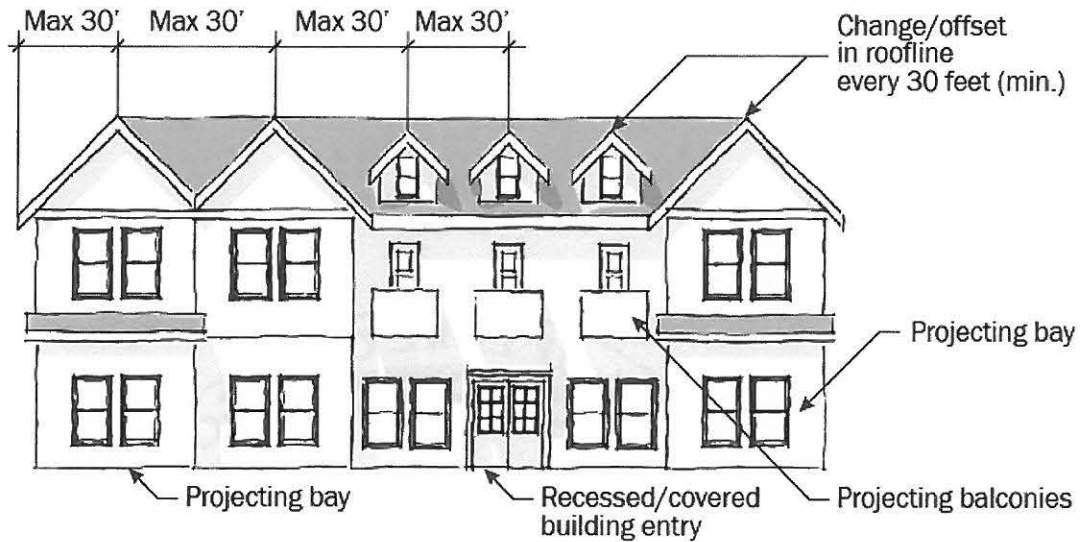 Max 30’
Max 30’
Max 30’
Max 30’
Change/offset
in roofline
every 30 feet (min.)
Projecting bay
Projecting bay
Recessed/covered
building entry
Projecting balconies